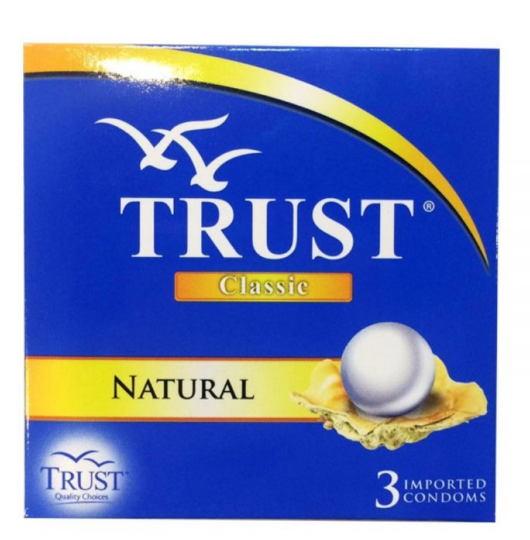 TRUST®
Classic
NATURAL
TRUST
Quality Choices
3 IMPORTED
CONDOMS